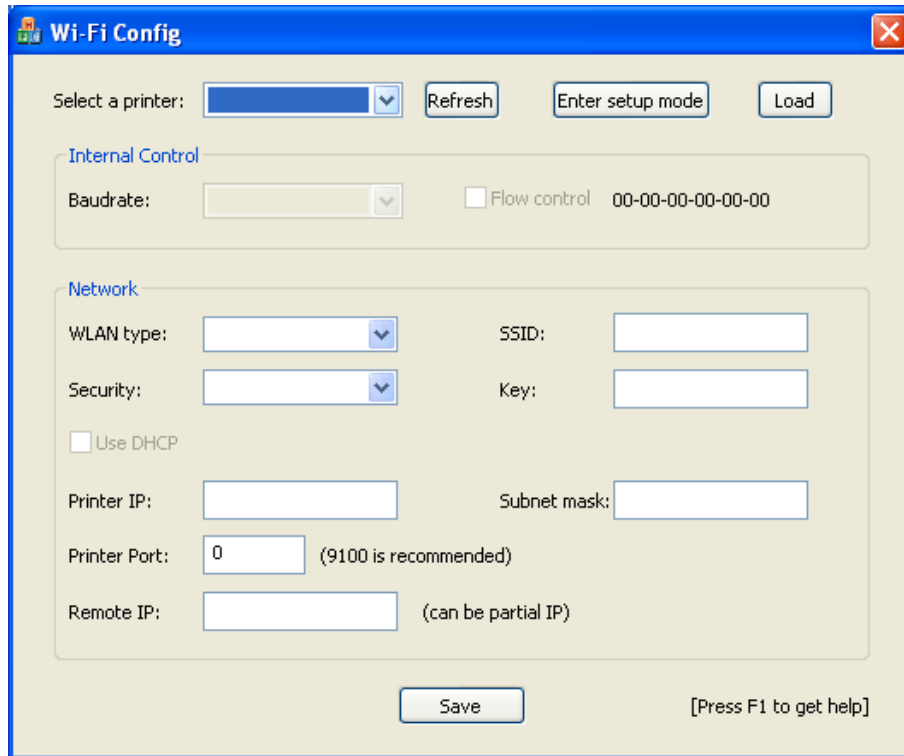 Wi-Fi Config
Select a printer: Refresh Enter setup mode Load
Internal Control
Baudrate: Flow control 00-00-00-00-00-00
Network
WLAN type: SSID:
Security: Key:
Use DHCP
Printer IP: Subnet mask:
Printer Port: 0 (9100 is recommended)
Remote IP: (can be partial IP)
Save [Press F1 to get help]